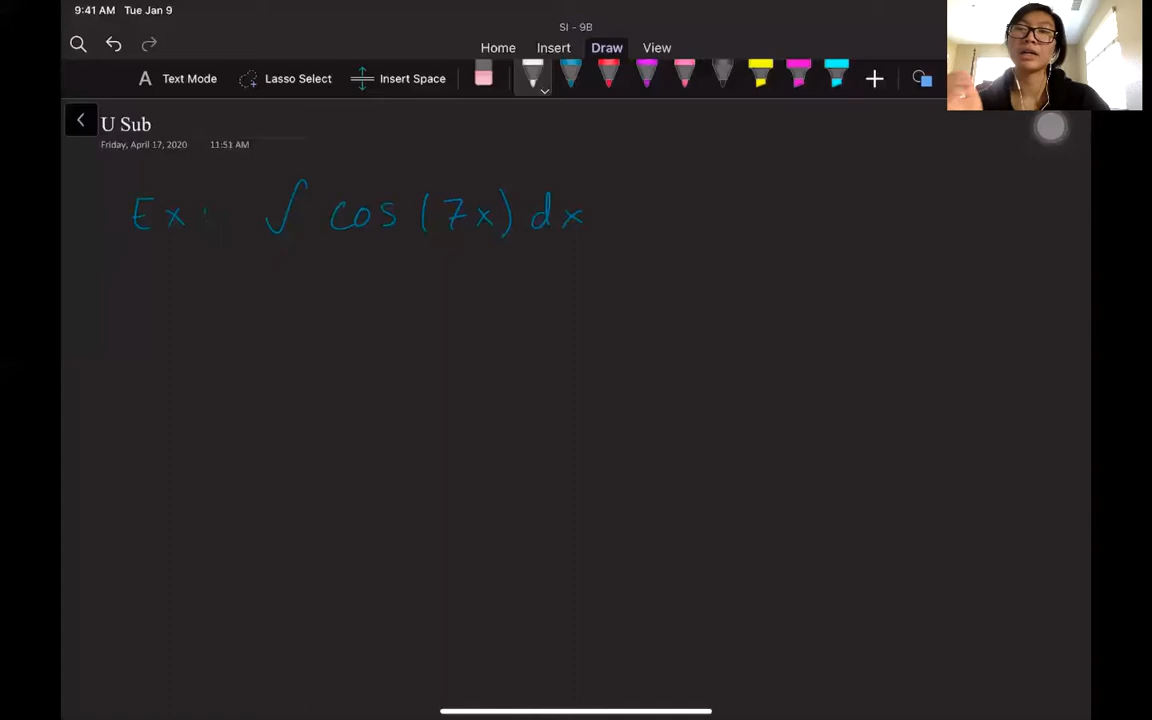 9:41 AM Tue Jan 9
SI - 9B
Home Insert Draw View
Text Mode Lasso Select Insert Space
U Sub
Friday, April 17, 2020 11:51 AM
Ex: ∫ cos (7x) dx